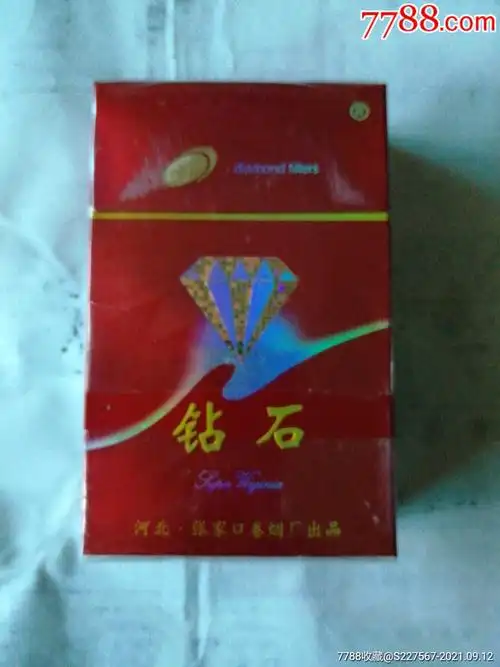 7788.com
diamond filters
钻石
Super Virginia
河北·张家口卷烟厂出品
7788收藏@S227567-2021.09.12